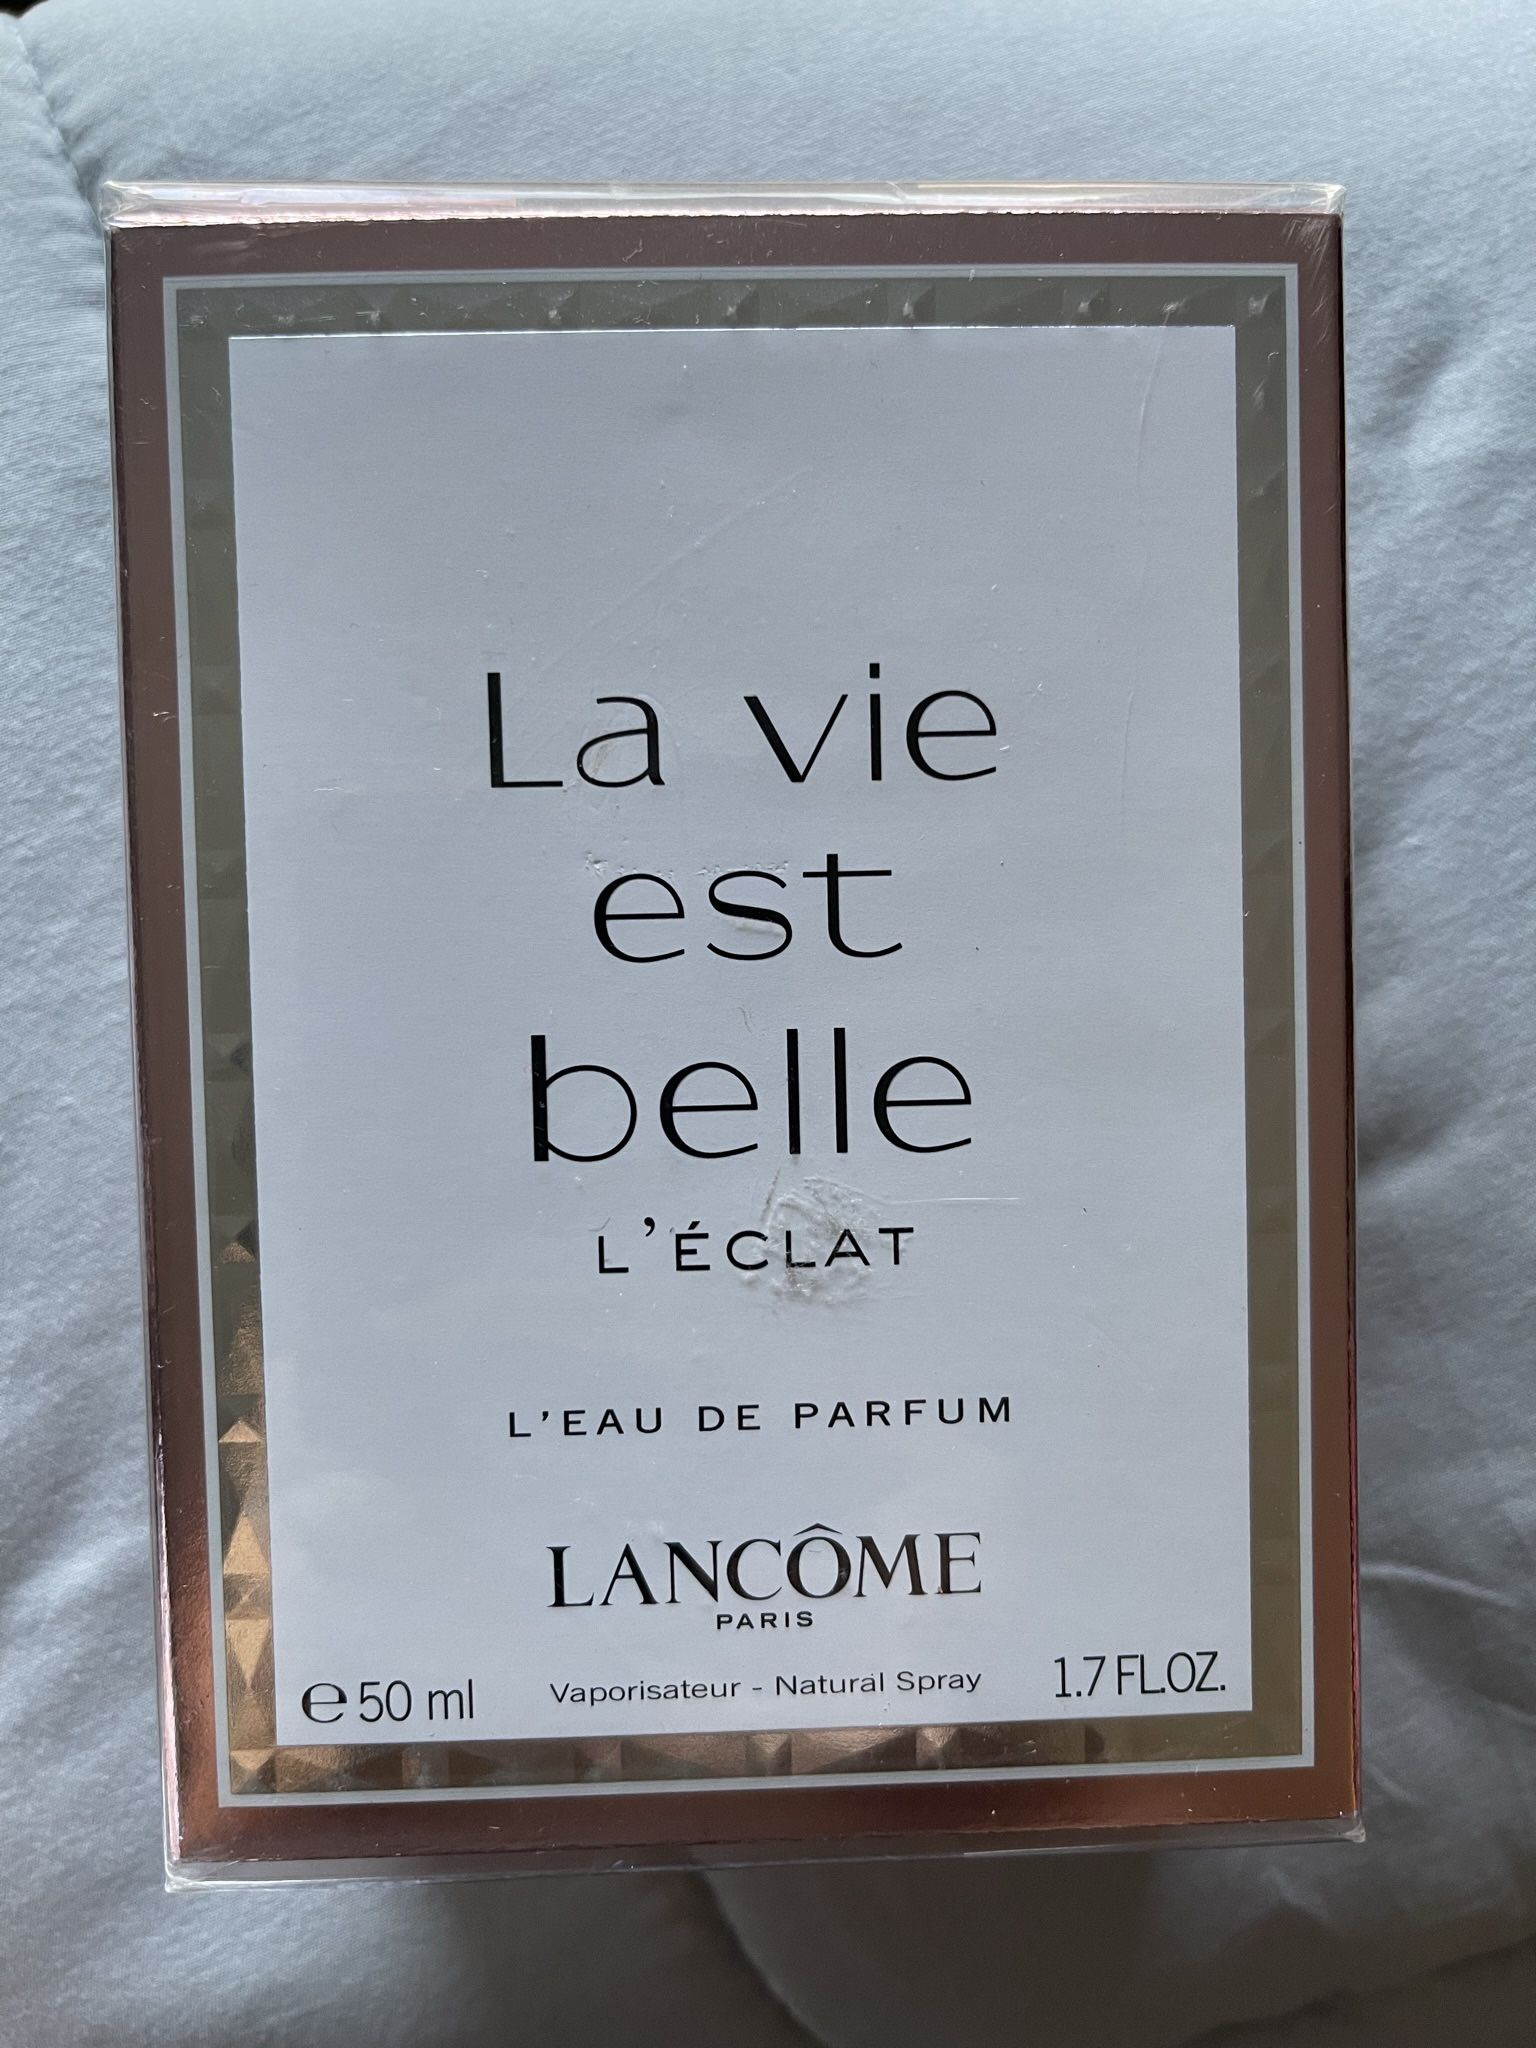 La vie
est
belle
L'ÉCLAT
L'EAU DE PARFUM
LANCÔME
PARIS
℮ 50 ml Vaporisateur - Natural Spray 1.7 FL.OZ.